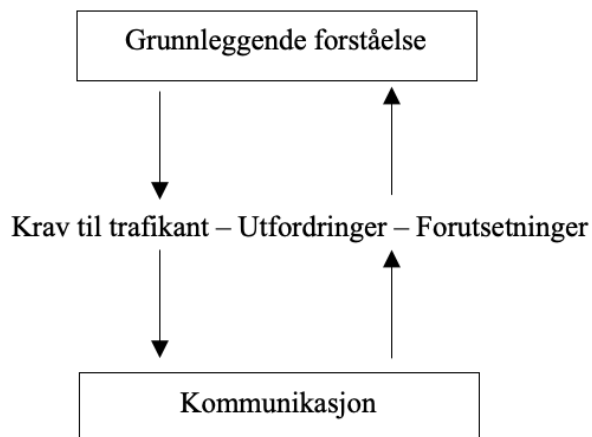 Grunnleggende forståelse
Krav til trafikant – Utfordringer – Forutsetninger
Kommunikasjon